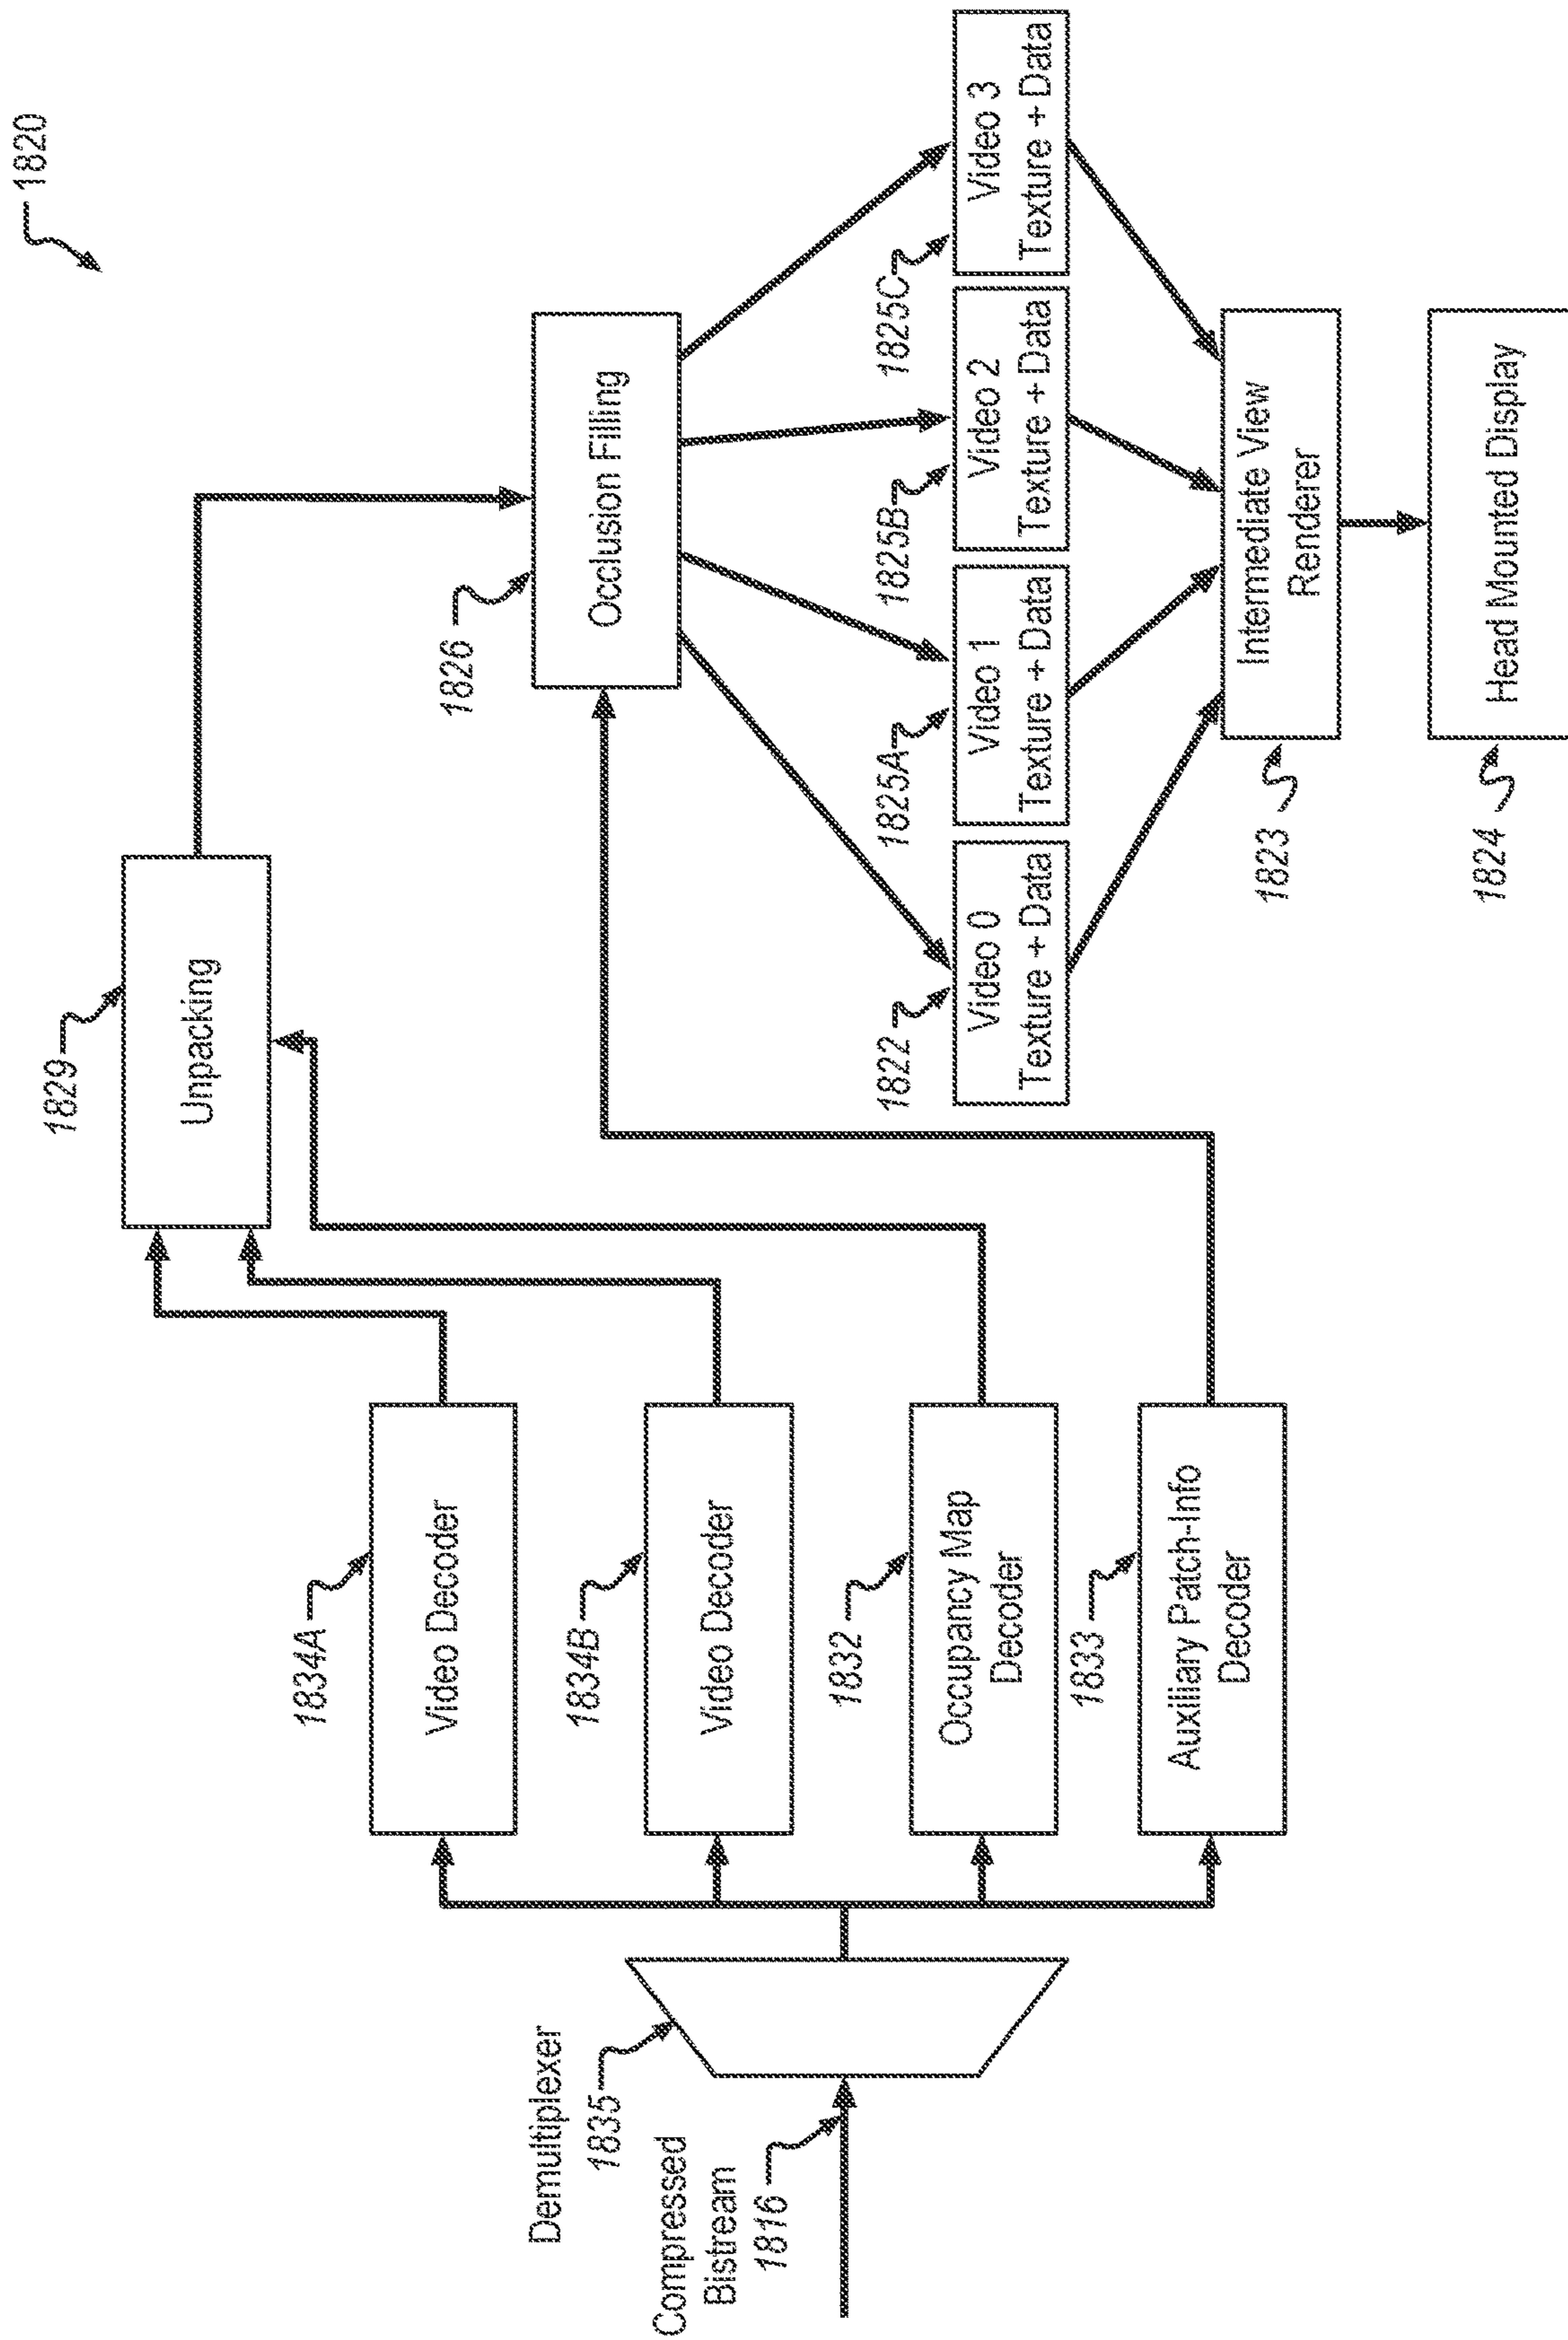 1820
Demultiplexer
1835
Compressed
Bistream
1816
1834A
Video Decoder
1834B
Video Decoder
1832
Occupancy Map
Decoder
1833
Auxiliary Patch-Info
Decoder
1829
Unpacking
1826
Occlusion Filling
1822
Video 0
Texture + Data
1825A
Video 1
Texture + Data
1825B
Video 2
Texture + Data
1825C
Video 3
Texture + Data
1823
Intermediate View
Renderer
1824
Head Mounted Display